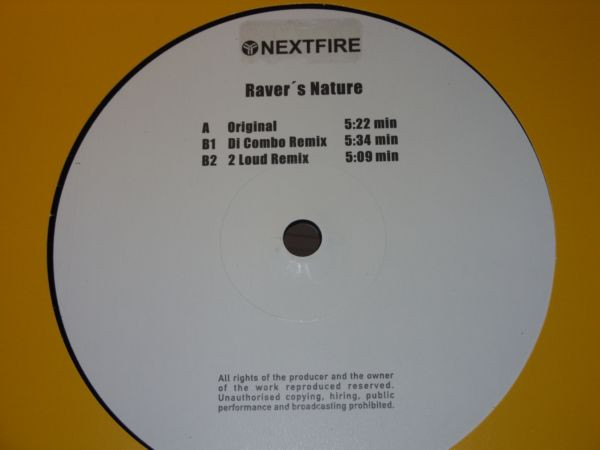 NEXTFIRE
Raver´s Nature
A Original 5:22 min
B1 Di Combo Remix 5:34 min
B2 2 Loud Remix 5:09 min
All rights of the producer and the owner
of the work reproduced reserved.
Unauthorised copying, hiring, public
performance and broadcasting prohibited.